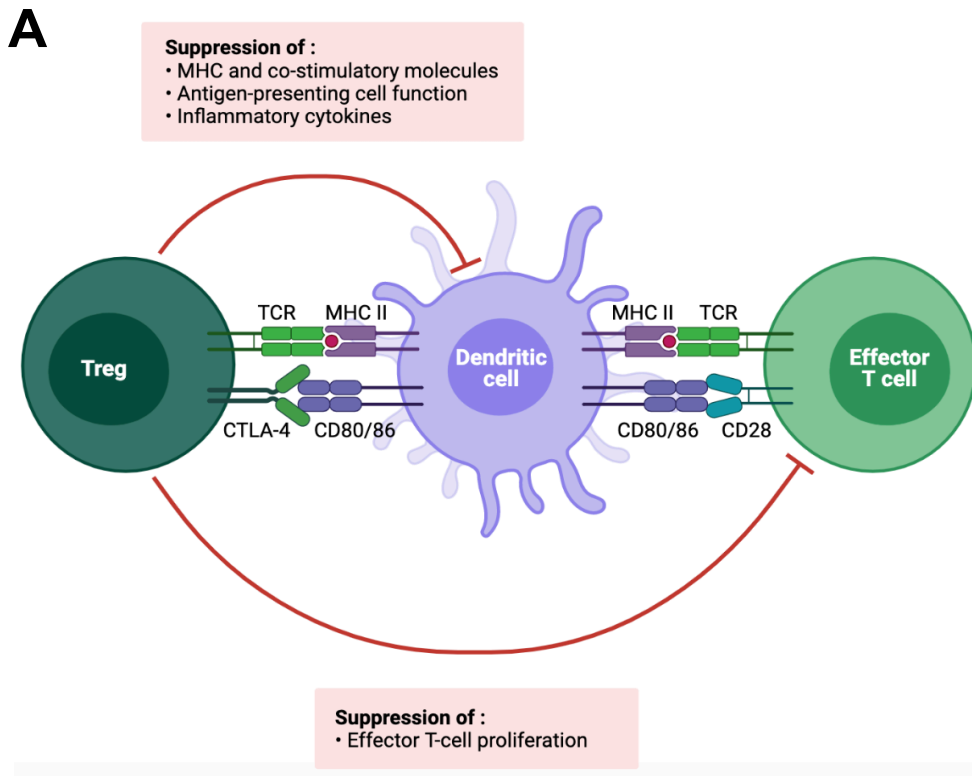 A
Suppression of :
• MHC and co-stimulatory molecules
• Antigen-presenting cell function
• Inflammatory cytokines
TCR MHC II
MHC II TCR
Treg
Dendritic
cell
Effector
T cell
CTLA-4 CD80/86
CD80/86 CD28
Suppression of :
• Effector T-cell proliferation